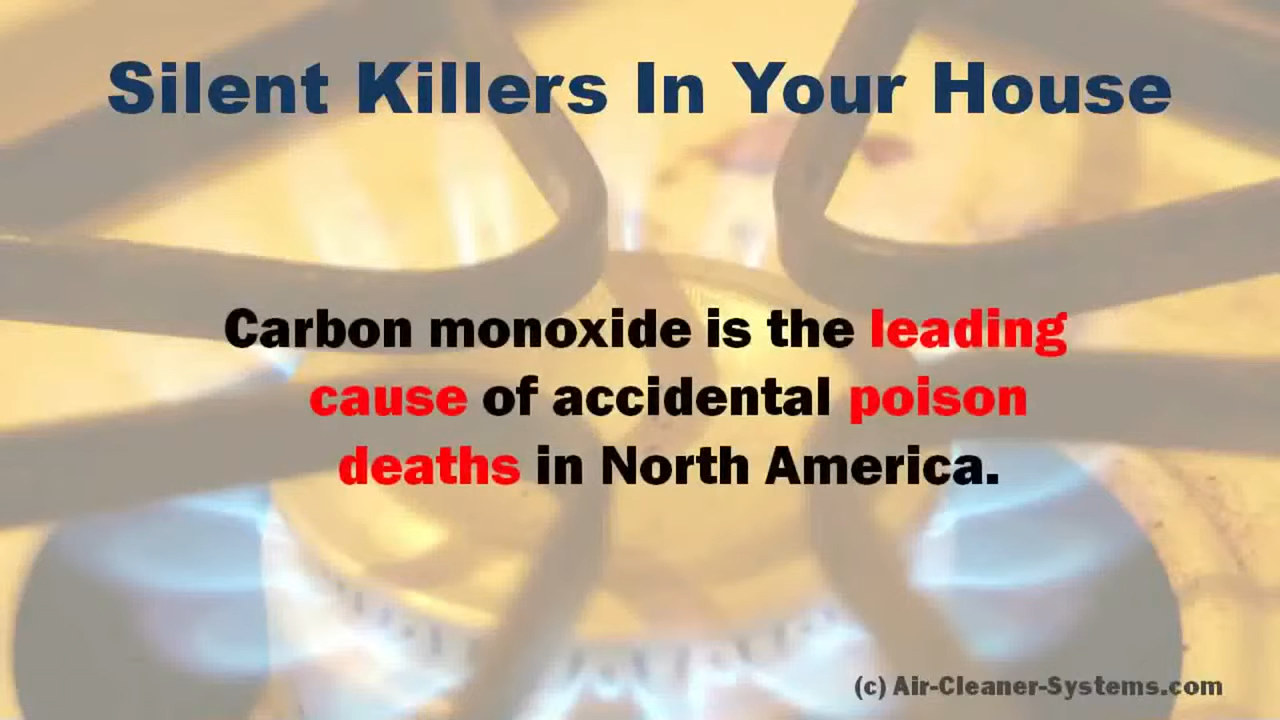 Silent Killers In Your House
Carbon monoxide is the leading
cause of accidental poison
deaths in North America.
(c) Air-Cleaner-Systems.com